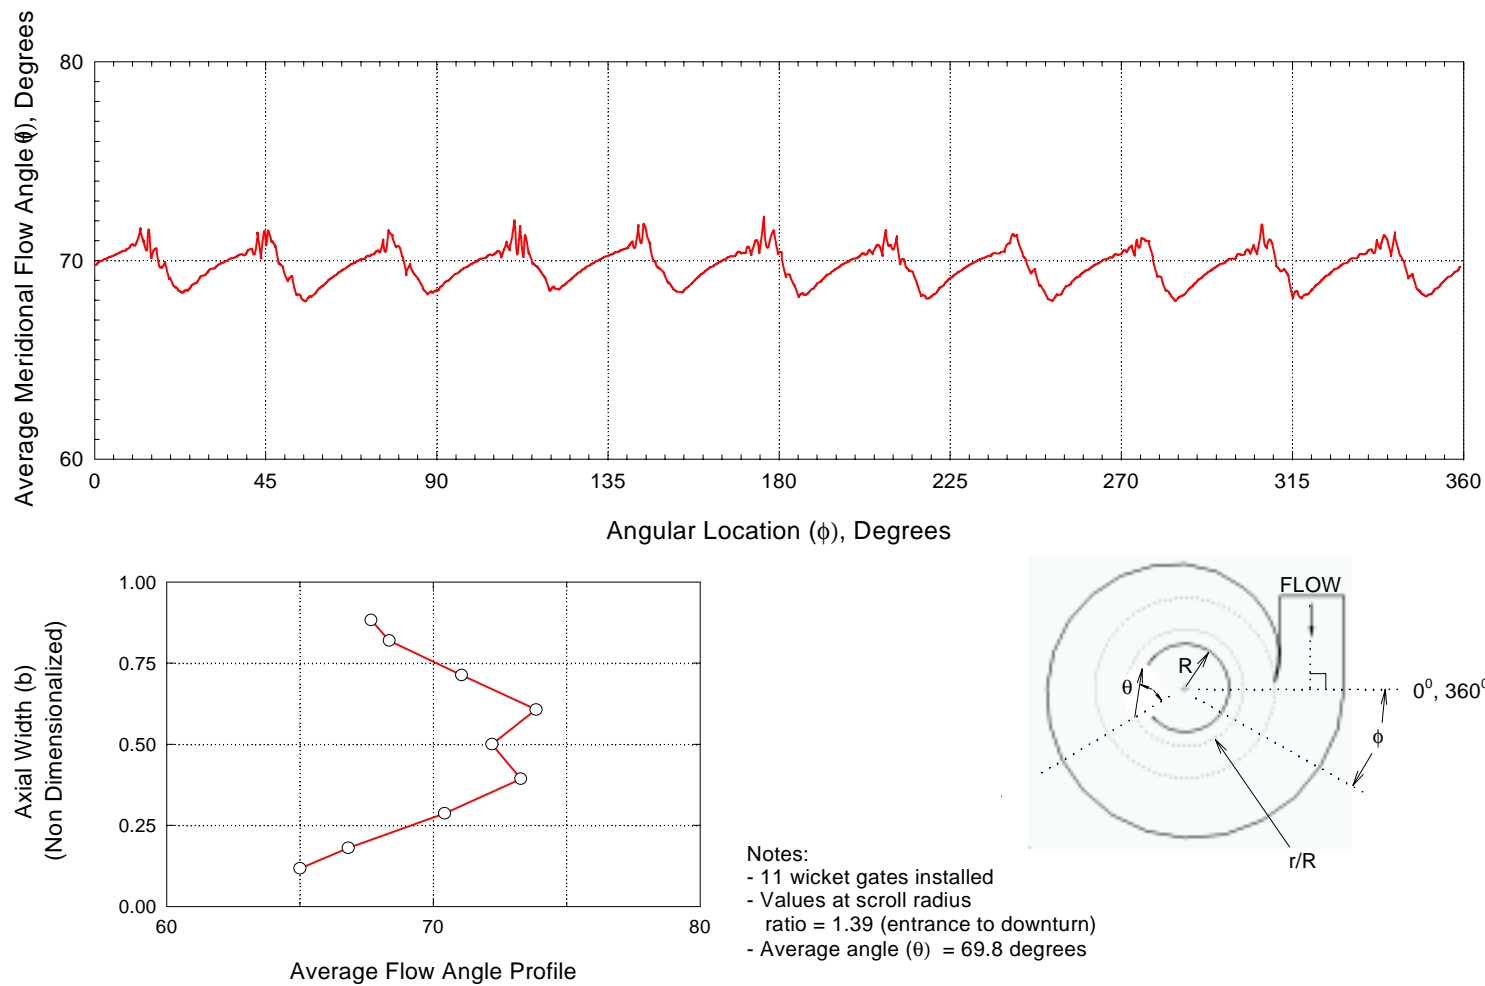 Average Meridional Flow Angle (θ), Degrees
80
70
60
0 45 90 135 180 225 270 315 360
Angular Location (ϕ), Degrees
Axial Width (b)
(Non Dimensionalized)
1.00
0.75
0.50
0.25
0.00
60 70 80
Average Flow Angle Profile
FLOW
R
θ
0⁰, 360⁰
ϕ
r/R
Notes:
- 11 wicket gates installed
- Values at scroll radius
ratio = 1.39 (entrance to downturn)
- Average angle (θ) = 69.8 degrees